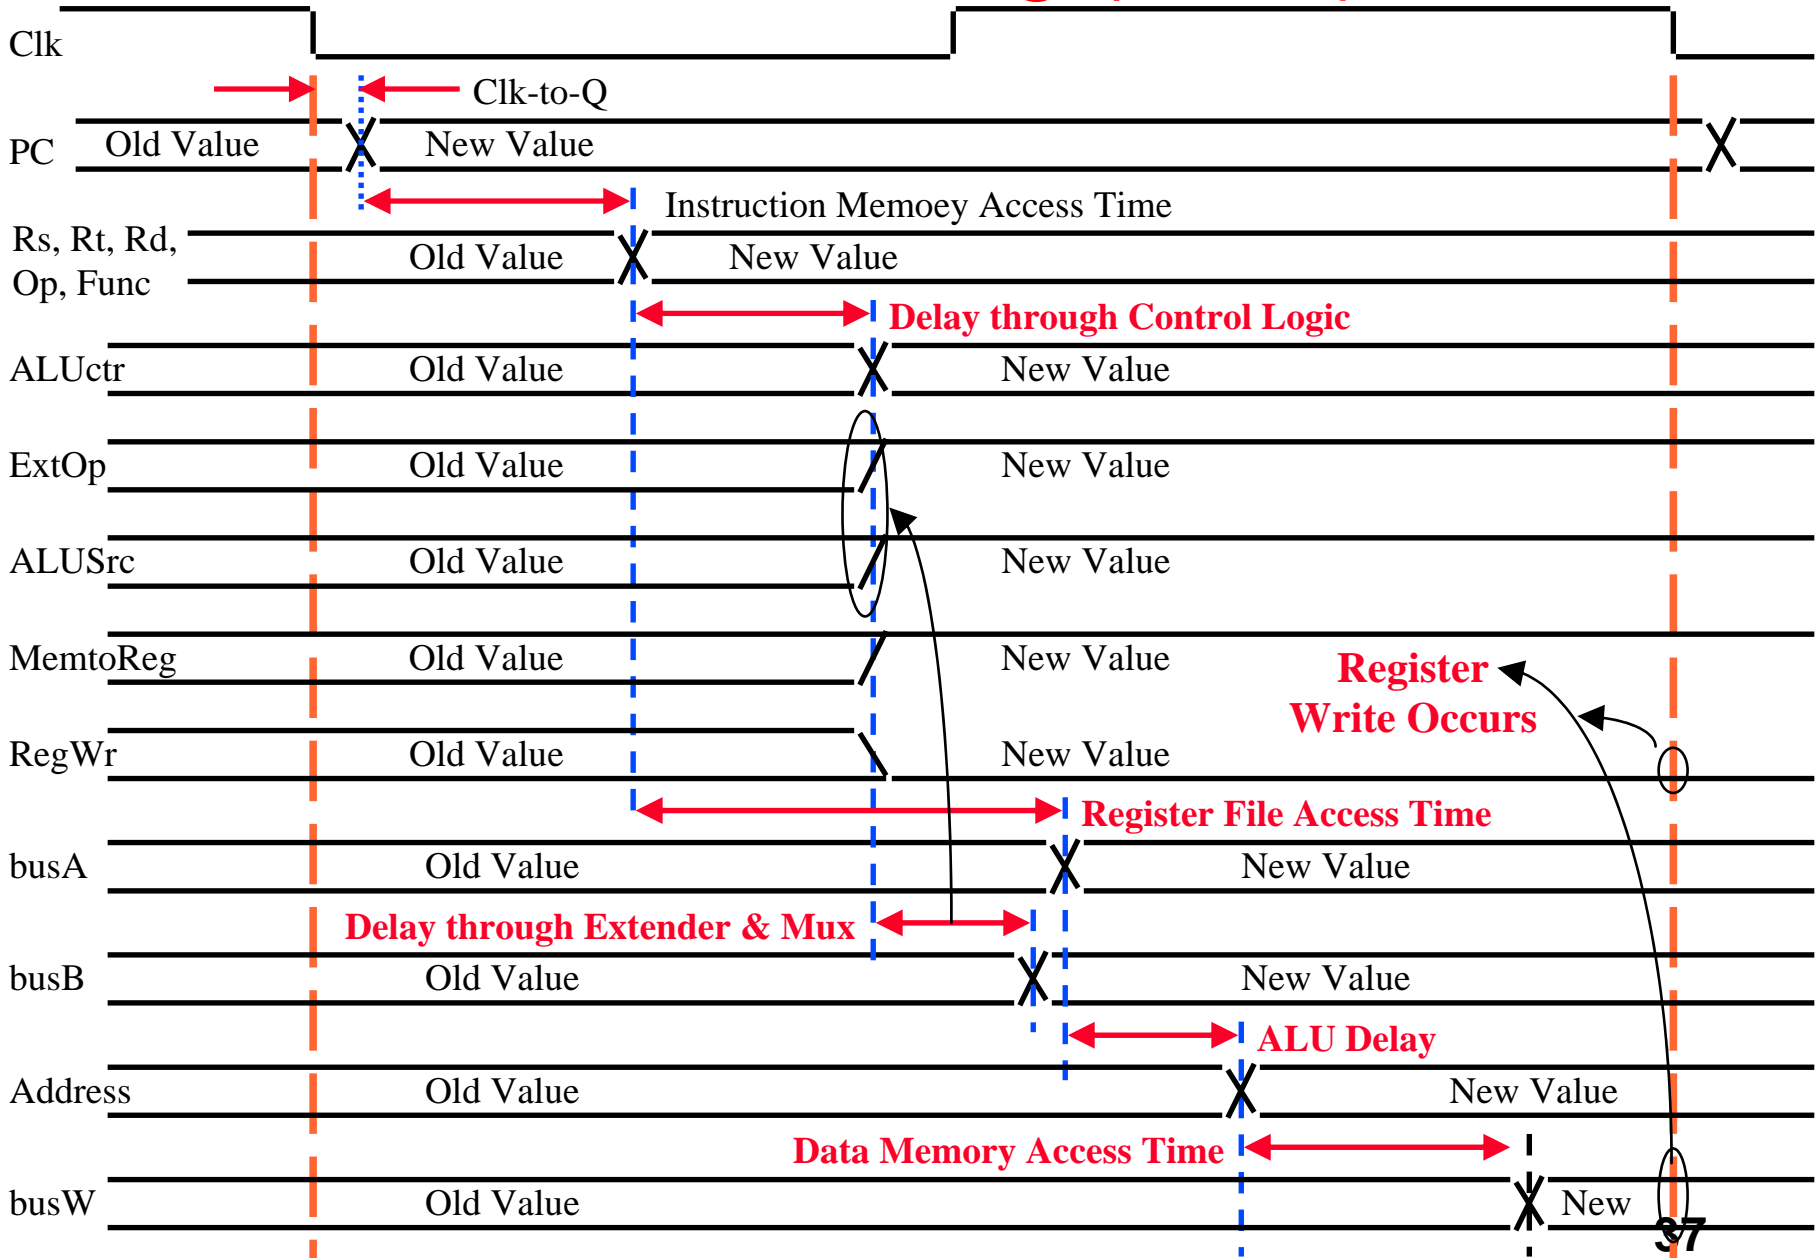 Clk
Clk-to-Q
PC Old Value New Value
Instruction Memoey Access Time
Rs, Rt, Rd,
Op, Func
Old Value New Value
Delay through Control Logic
ALUctr Old Value New Value
ExtOp Old Value New Value
ALUSrc Old Value New Value
MemtoReg Old Value New Value
Register
Write Occurs
RegWr Old Value New Value
Register File Access Time
busA Old Value New Value
Delay through Extender & Mux
busB Old Value New Value
ALU Delay
Address Old Value New Value
Data Memory Access Time
busW Old Value New
37